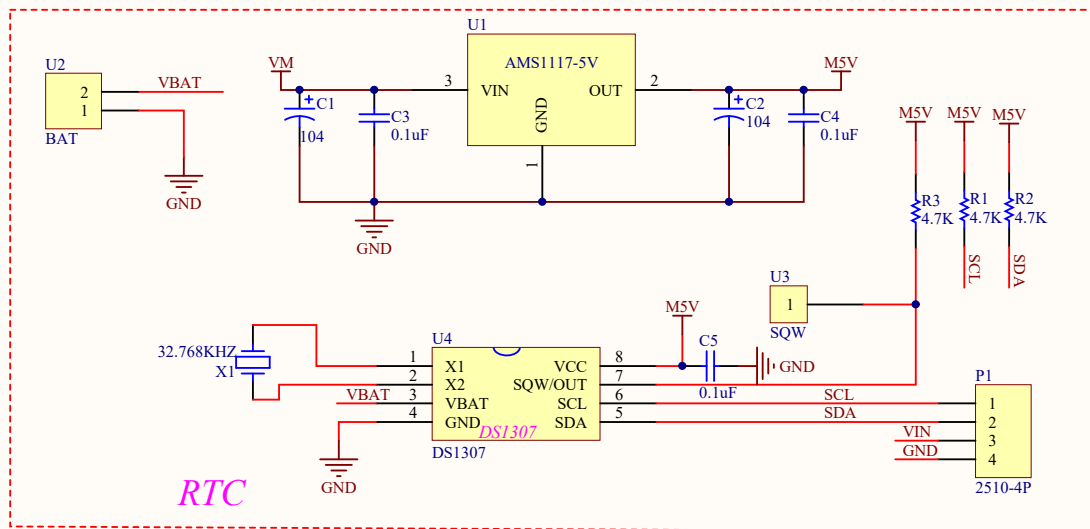 U2
2
VBAT
1
BAT
GND
U1
AMS1117-5V
VM
3
VIN
OUT
2
M5V
GND
1
C1
104
C3
0.1uF
C2
104
C4
0.1uF
GND
M5V
M5V
M5V
R3
4.7K
R1
4.7K
R2
4.7K
SCL
SDA
U3
1
SQW
32.768KHZ
X1
U4
1
X1
2
X2
VBAT
3
VBAT
4
GND
VCC
8
SQW/OUT
7
SCL
6
SDA
5
DS1307
DS1307
GND
M5V
C5
0.1uF
GND
P1
SCL
1
SDA
2
VIN
3
GND
4
2510-4P
RTC